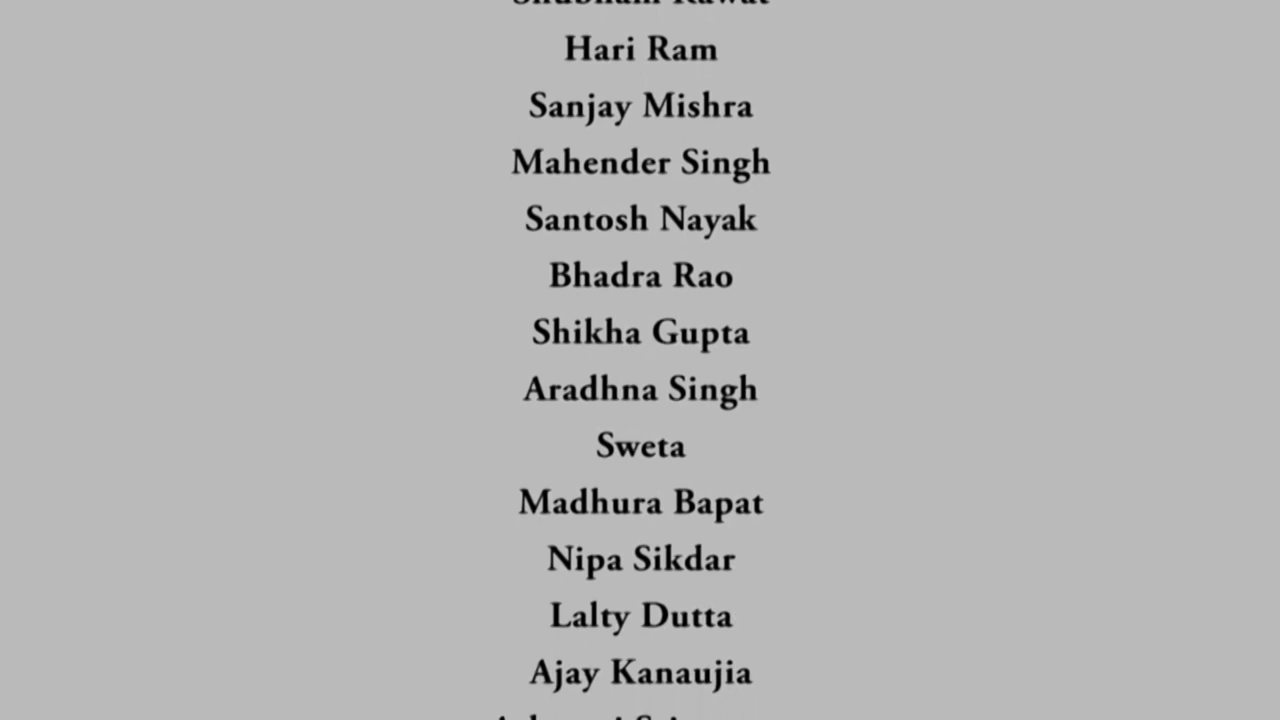 Hari Ram
Sanjay Mishra
Mahender Singh
Santosh Nayak
Bhadra Rao
Shikha Gupta
Aradhna Singh
Sweta
Madhura Bapat
Nipa Sikdar
Lalty Dutta
Ajay Kanaujia